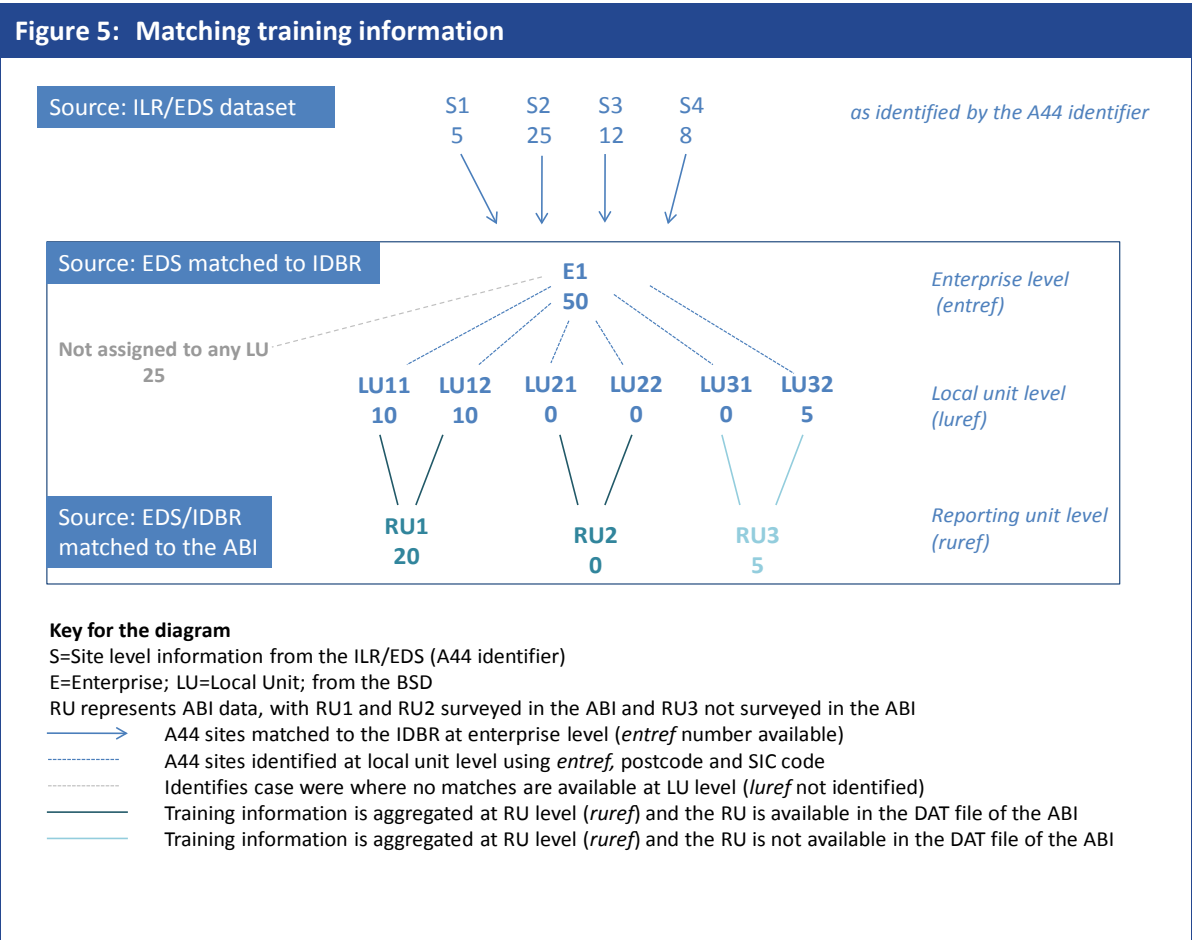 Figure 5: Matching training information
Source: ILR/EDS dataset
S1 S2 S3 S4
5 25 12 8
as identified by the A44 identifier
Source: EDS matched to IDBR
E1
50
Enterprise level
(entref)
Not assigned to any LU
25
LU11 LU12 LU21 LU22 LU31 LU32
10 10 0 0 0 5
Local unit level
(luref)
Source: EDS/IDBR
matched to the ABI
RU1 RU2 RU3
20 0 5
Reporting unit level
(ruref)
Key for the diagram
S=Site level information from the ILR/EDS (A44 identifier)
E=Enterprise; LU=Local Unit; from the BSD
RU represents ABI data, with RU1 and RU2 surveyed in the ABI and RU3 not surveyed in the ABI
A44 sites matched to the IDBR at enterprise level (entref number available)
A44 sites identified at local unit level using entref, postcode and SIC code
Identifies case were where no matches are available at LU level (luref not identified)
Training information is aggregated at RU level (ruref) and the RU is available in the DAT file of the ABI
Training information is aggregated at RU level (ruref) and the RU is not available in the DAT file of the ABI